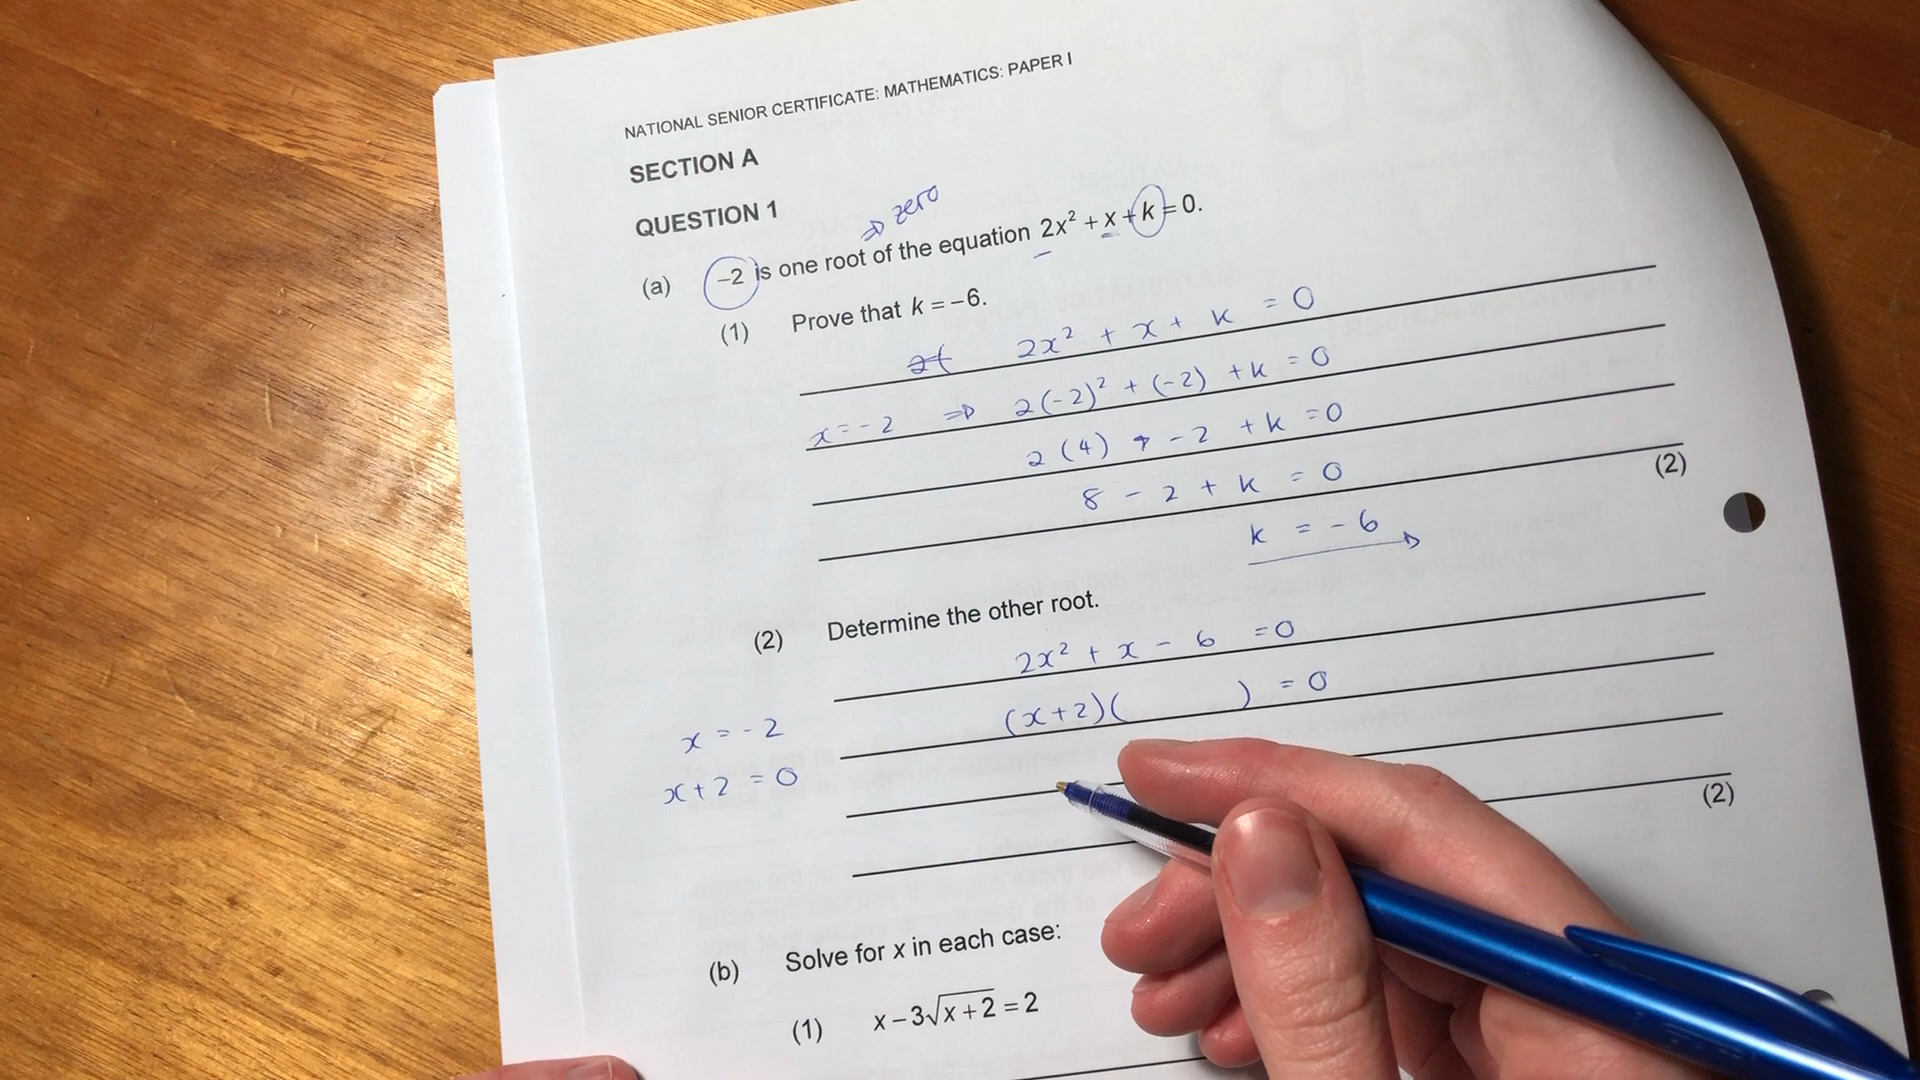 NATIONAL SENIOR CERTIFICATE: MATHEMATICS: PAPER I
SECTION A
QUESTION 1
⇒ zero
(a) –2 is one root of the equation 2x² + x + k = 0.
(1) Prove that k = –6.
2( 2x² + x + k = 0
x = -2 ⇒ 2(-2)² + (-2) + k = 0
2(4) + -2 + k = 0
8 - 2 + k = 0
(2)
k = -6
(2) Determine the other root.
2x² + x - 6 = 0
(x+2)( ) = 0
x = -2
x+2 = 0
(2)
(b) Solve for x in each case:
(1) x – 3√(x + 2) = 2